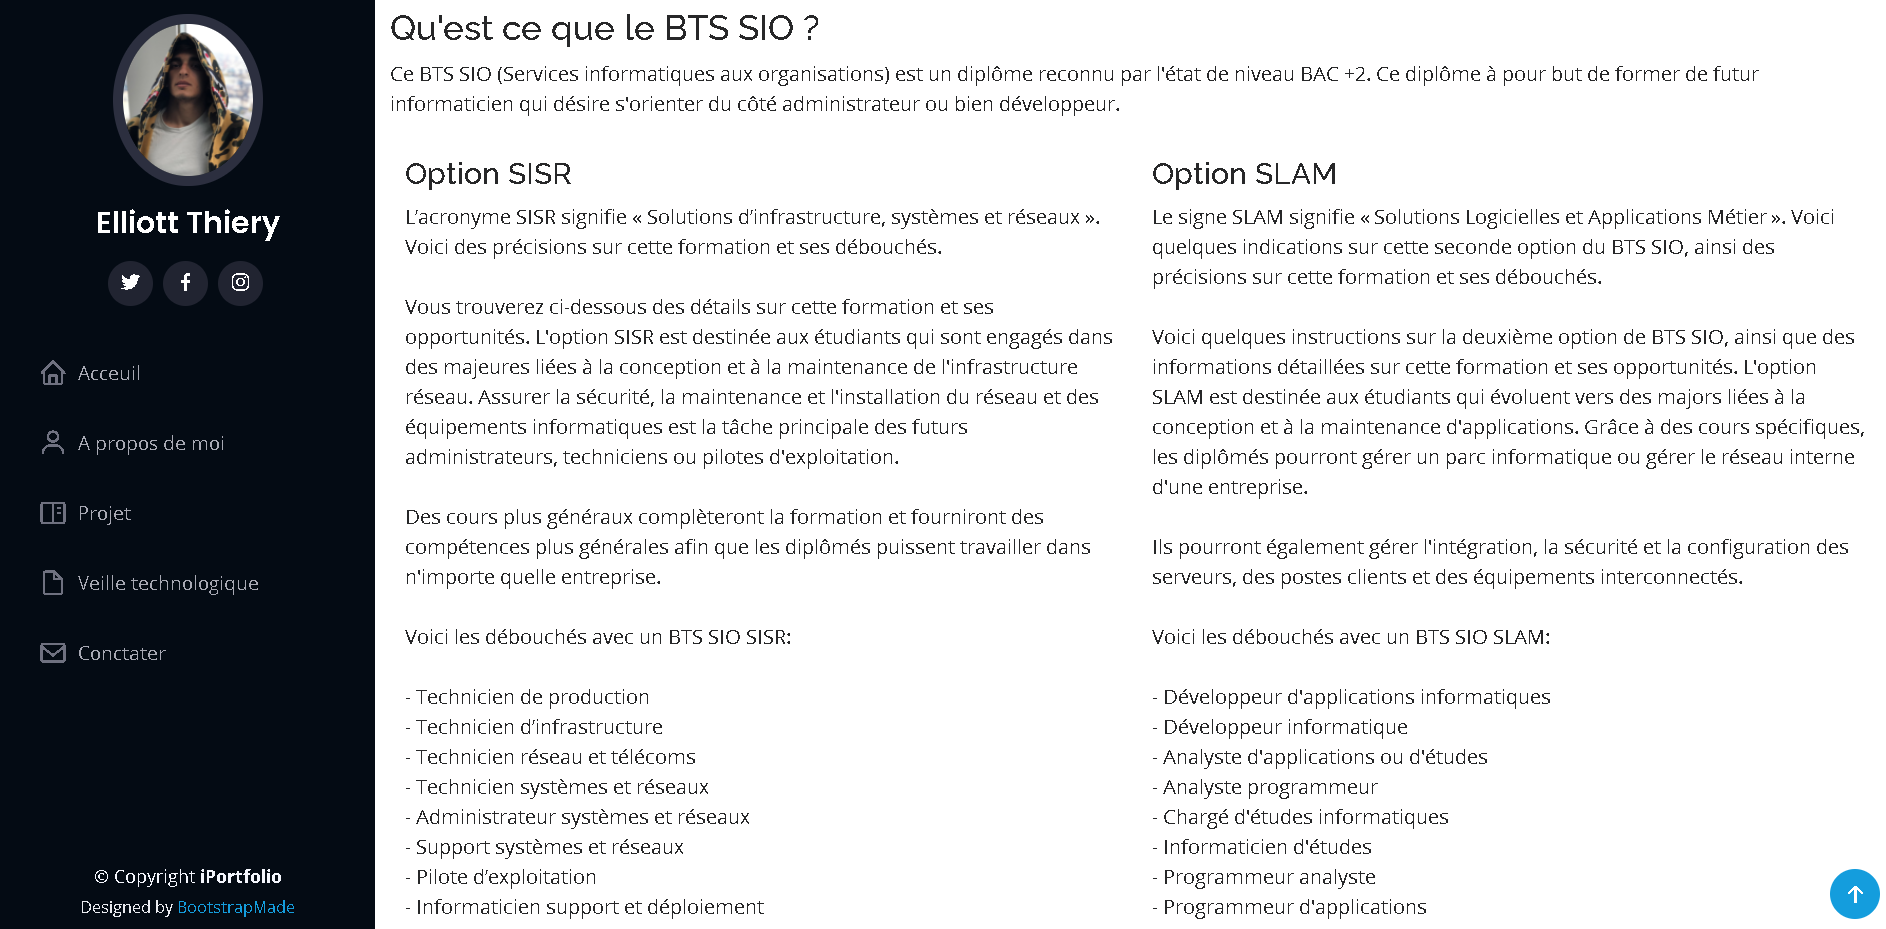 Elliott Thiery
Acceuil
A propos de moi
Projet
Veille technologique
Conctater
© Copyright iPortfolio
Designed by BootstrapMade
Qu'est ce que le BTS SIO ?
Ce BTS SIO (Services informatiques aux organisations) est un diplôme reconnu par l'état de niveau BAC +2. Ce diplôme à pour but de former de futur
informaticien qui désire s'orienter du côté administrateur ou bien développeur.
Option SISR
L’acronyme SISR signifie « Solutions d’infrastructure, systèmes et réseaux ».
Voici des précisions sur cette formation et ses débouchés.
Vous trouverez ci-dessous des détails sur cette formation et ses
opportunités. L'option SISR est destinée aux étudiants qui sont engagés dans
des majeures liées à la conception et à la maintenance de l'infrastructure
réseau. Assurer la sécurité, la maintenance et l'installation du réseau et des
équipements informatiques est la tâche principale des futurs
administrateurs, techniciens ou pilotes d'exploitation.
Des cours plus généraux complèteront la formation et fourniront des
compétences plus générales afin que les diplômés puissent travailler dans
n'importe quelle entreprise.
Voici les débouchés avec un BTS SIO SISR:
- Technicien de production
- Technicien d’infrastructure
- Technicien réseau et télécoms
- Technicien systèmes et réseaux
- Administrateur systèmes et réseaux
- Support systèmes et réseaux
- Pilote d’exploitation
- Informaticien support et déploiement
Option SLAM
Le signe SLAM signifie « Solutions Logicielles et Applications Métier ». Voici
quelques indications sur cette seconde option du BTS SIO, ainsi des
précisions sur cette formation et ses débouchés.
Voici quelques instructions sur la deuxième option de BTS SIO, ainsi que des
informations détaillées sur cette formation et ses opportunités. L'option
SLAM est destinée aux étudiants qui évoluent vers des majors liées à la
conception et à la maintenance d'applications. Grâce à des cours spécifiques,
les diplômés pourront gérer un parc informatique ou gérer le réseau interne
d'une entreprise.
Ils pourront également gérer l'intégration, la sécurité et la configuration des
serveurs, des postes clients et des équipements interconnectés.
Voici les débouchés avec un BTS SIO SLAM:
- Développeur d'applications informatiques
- Développeur informatique
- Analyste d'applications ou d'études
- Analyste programmeur
- Chargé d'études informatiques
- Informaticien d'études
- Programmeur analyste
- Programmeur d'applications